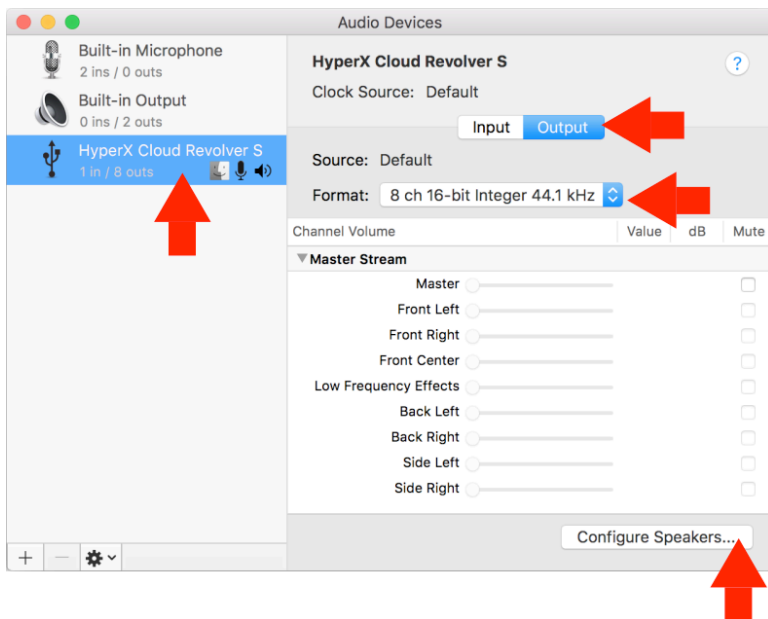 Audio Devices
Built-in Microphone
2 ins / 0 outs
Built-in Output
0 ins / 2 outs
HyperX Cloud Revolver S
1 in / 8 outs
HyperX Cloud Revolver S
?
Clock Source: Default
Input Output
Source: Default
Format: 8 ch 16-bit Integer 44.1 kHz
Channel Volume Value dB Mute
Master Stream
Master
Front Left
Front Right
Front Center
Low Frequency Effects
Back Left
Back Right
Side Left
Side Right
Configure Speakers...